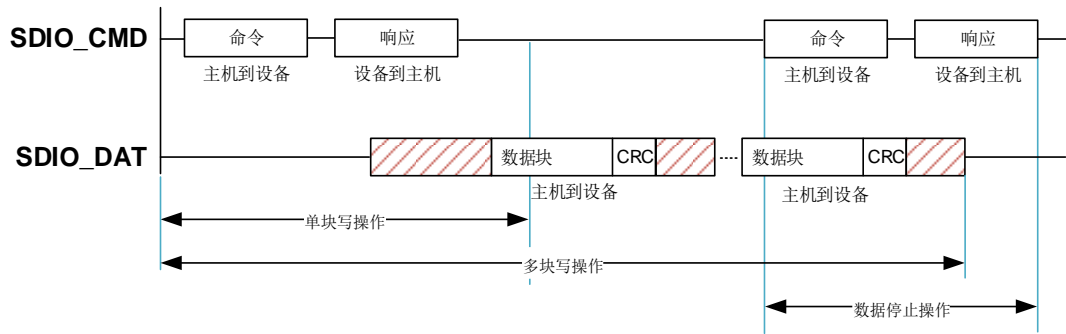 SDIO_CMD
命令
响应
命令
响应
主机到设备
设备到主机
主机到设备
设备到主机
SDIO_DAT
数据块
CRC
数据块
CRC
主机到设备
主机到设备
单块写操作
多块写操作
数据停止操作